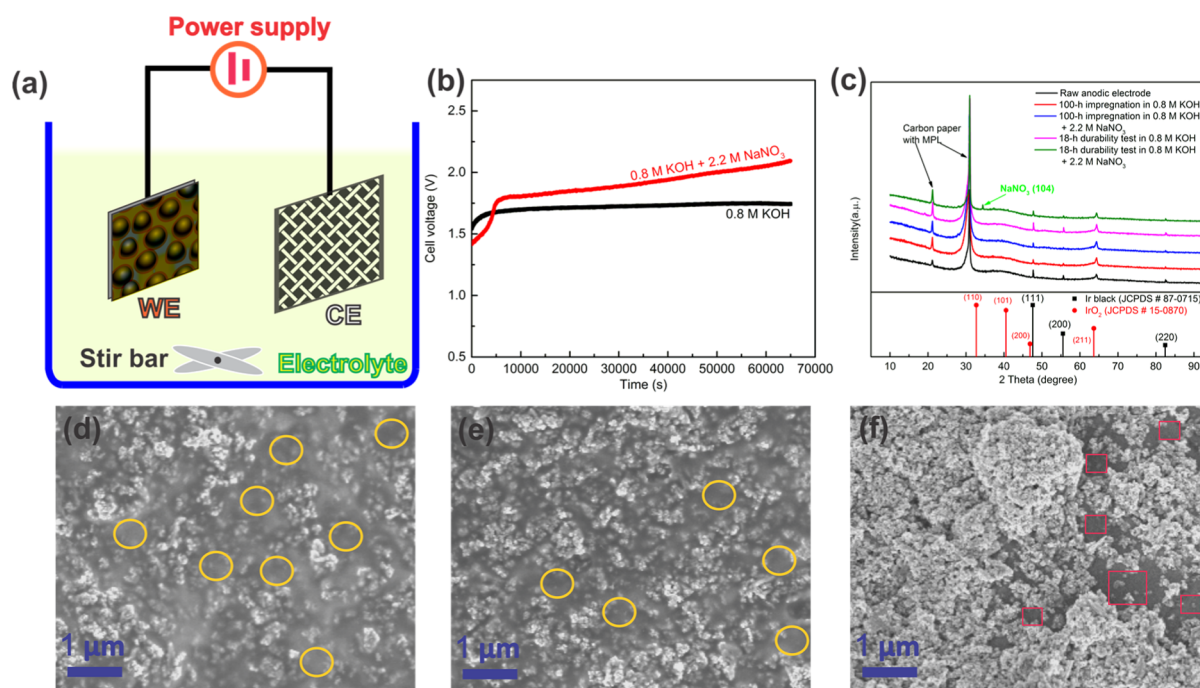 (a)
Power supply
WE
CE
Stir bar
Electrolyte
(b)
Cell voltage (V)
2.5
2.0
1.5
1.0
0.5
0.8 M KOH + 2.2 M NaNO3
0.8 M KOH
0 10000 20000 30000 40000 50000 60000 70000
Time (s)
(c)
Intensity(a.u.)
Raw anodic electrode
100-h impregnation in 0.8 M KOH
100-h impregnation in 0.8 M KOH
+ 2.2 M NaNO3
18-h durability test in 0.8 M KOH
18-h durability test in 0.8 M KOH
+ 2.2 M NaNO3
Carbon paper
with MPL
NaNO3 (104)
(110)
(101)
(200)
(111)
(200)
(211)
(220)
Ir black (JCPDS # 87-0715)
IrO2 (JCPDS # 15-0870)
10 20 30 40 50 60 70 80 90
2 Theta (degree)
(d)
1 µm
(e)
1 µm
(f)
1 µm